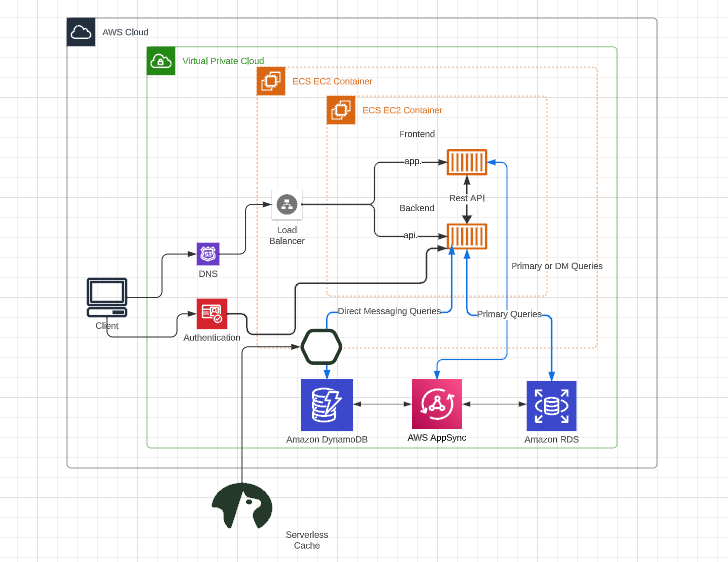 AWS Cloud
Virtual Private Cloud
ECS EC2 Container
ECS EC2 Container
Frontend
app.
Rest API
Load
Balancer
Backend
api.
DNS
Primary or DM Queries
Client
Authentication
Direct Messaging Queries
Primary Queries
Amazon DynamoDB
AWS AppSync
Amazon RDS
Serverless
Cache